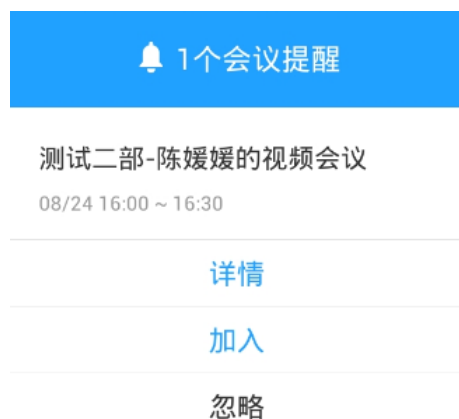 1个会议提醒
测试二部-陈媛媛的视频会议
08/24 16:00 ~ 16:30
详情
加入
忽略